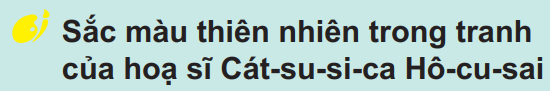 Sắc màu thiên nhiên trong tranh
của hoạ sĩ Cát-su-si-ca Hô-cu-sai